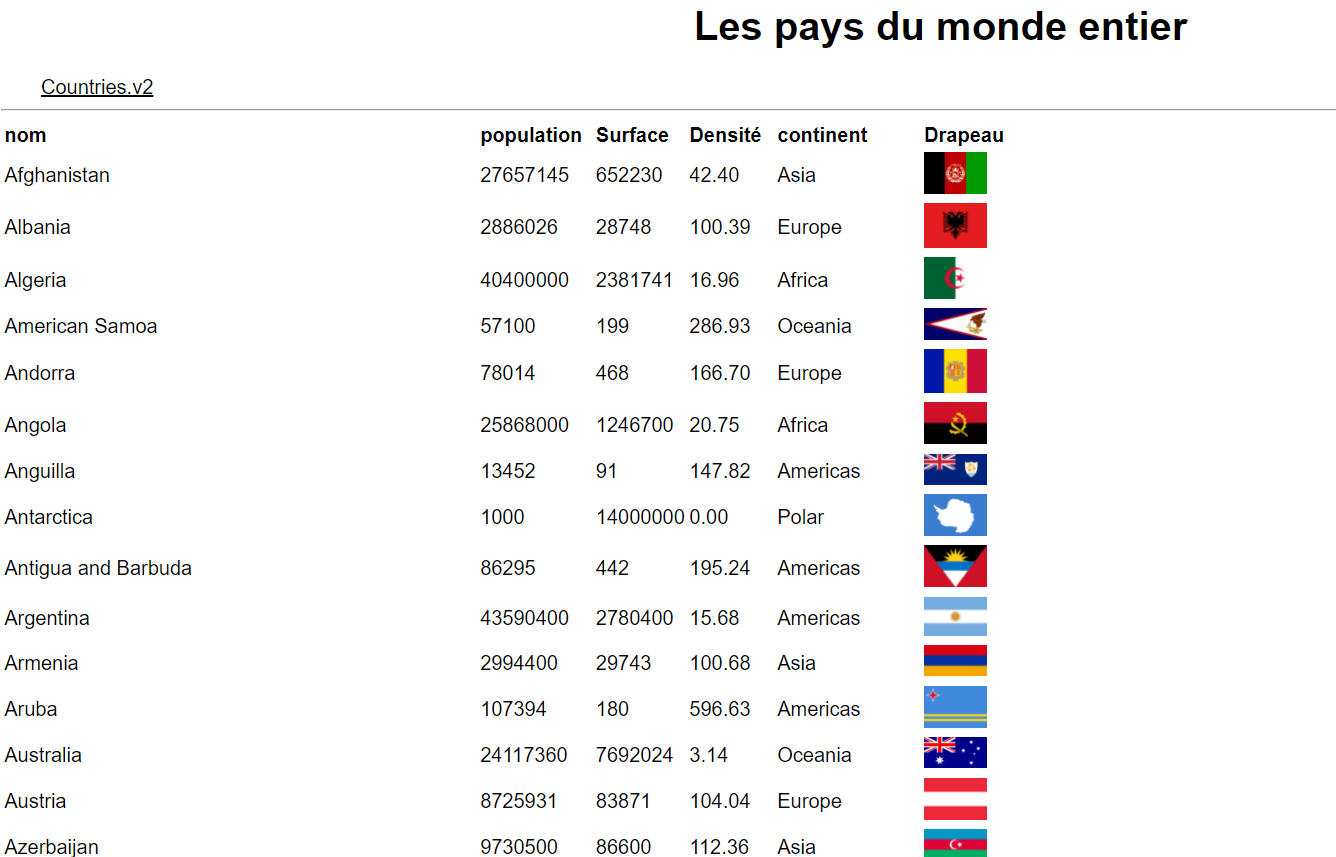 Les pays du monde entier
Countries.v2
nom population Surface Densité continent Drapeau
Afghanistan 27657145 652230 42.40 Asia
Albania 2886026 28748 100.39 Europe
Algeria 40400000 2381741 16.96 Africa
American Samoa 57100 199 286.93 Oceania
Andorra 78014 468 166.70 Europe
Angola 25868000 1246700 20.75 Africa
Anguilla 13452 91 147.82 Americas
Antarctica 1000 14000000 0.00 Polar
Antigua and Barbuda 86295 442 195.24 Americas
Argentina 43590400 2780400 15.68 Americas
Armenia 2994400 29743 100.68 Asia
Aruba 107394 180 596.63 Americas
Australia 24117360 7692024 3.14 Oceania
Austria 8725931 83871 104.04 Europe
Azerbaijan 9730500 86600 112.36 Asia